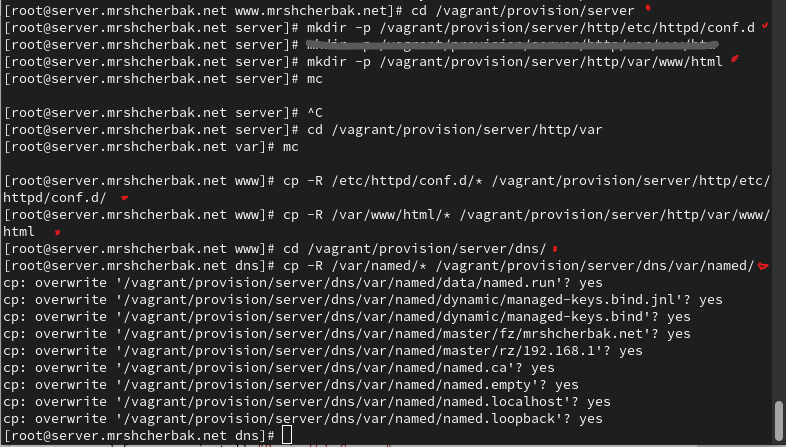 [root@server.mrshcherbak.net www.mrshcherbak.net]# cd /vagrant/provision/server
[root@server.mrshcherbak.net server]# mkdir -p /vagrant/provision/server/http/etc/httpd/conf.d
[root@server.mrshcherbak.net server]#
[root@server.mrshcherbak.net server]# mkdir -p /vagrant/provision/server/http/var/www/html
[root@server.mrshcherbak.net server]# mc
[root@server.mrshcherbak.net server]# ^C
[root@server.mrshcherbak.net server]# cd /vagrant/provision/server/http/var
[root@server.mrshcherbak.net var]# mc
[root@server.mrshcherbak.net www]# cp -R /etc/httpd/conf.d/* /vagrant/provision/server/http/etc/
httpd/conf.d/
[root@server.mrshcherbak.net www]# cp -R /var/www/html/* /vagrant/provision/server/http/var/www/
html
[root@server.mrshcherbak.net www]# cd /vagrant/provision/server/dns/
[root@server.mrshcherbak.net dns]# cp -R /var/named/* /vagrant/provision/server/dns/var/named/
cp: overwrite '/vagrant/provision/server/dns/var/named/data/named.run'? yes
cp: overwrite '/vagrant/provision/server/dns/var/named/dynamic/managed-keys.bind.jnl'? yes
cp: overwrite '/vagrant/provision/server/dns/var/named/dynamic/managed-keys.bind'? yes
cp: overwrite '/vagrant/provision/server/dns/var/named/master/fz/mrshcherbak.net'? yes
cp: overwrite '/vagrant/provision/server/dns/var/named/master/rz/192.168.1'? yes
cp: overwrite '/vagrant/provision/server/dns/var/named/named.ca'? yes
cp: overwrite '/vagrant/provision/server/dns/var/named/named.empty'? yes
cp: overwrite '/vagrant/provision/server/dns/var/named/named.localhost'? yes
cp: overwrite '/vagrant/provision/server/dns/var/named/named.loopback'? yes
[root@server.mrshcherbak.net dns]#